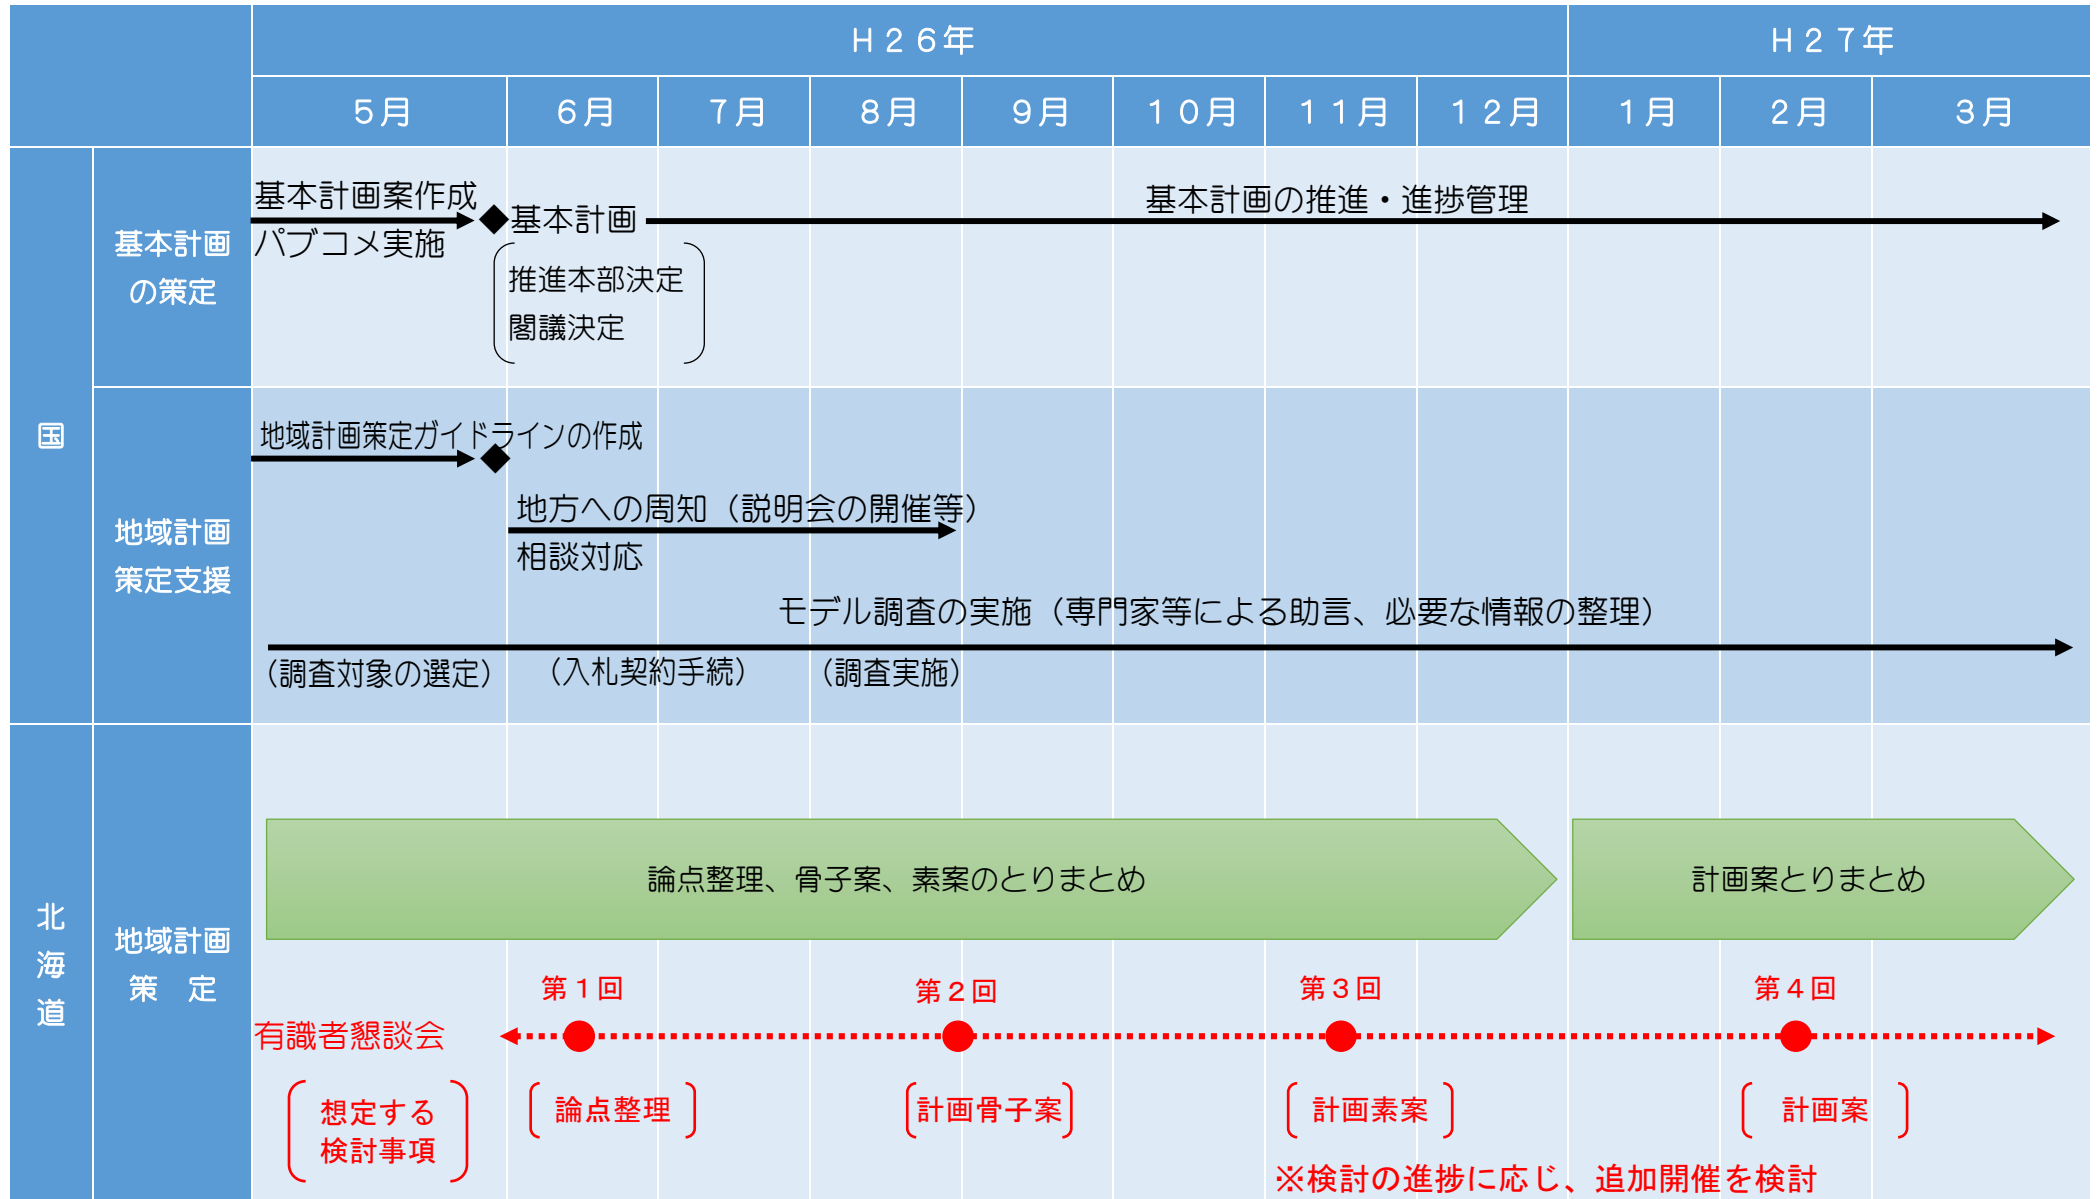 Ｈ２６年
Ｈ２７年
５月
６月
７月
８月
９月
１０月
１１月
１２月
１月
２月
３月
国
基本計画
の策定
基本計画案作成
パブコメ実施
基本計画
推進本部決定
閣議決定
基本計画の推進・進捗管理
地域計画
策定支援
地域計画策定ガイドラインの作成
地方への周知（説明会の開催等）
相談対応
モデル調査の実施（専門家等による助言、必要な情報の整理）
（調査対象の選定）
（入札契約手続）
（調査実施）
北
海
道
地域計画
策　定
論点整理、骨子案、素案のとりまとめ
計画案とりまとめ
第１回
第２回
第３回
第４回
有識者懇談会
想定する
検討事項
論点整理
計画骨子案
計画素案
計画案
※検討の進捗に応じ、追加開催を検討